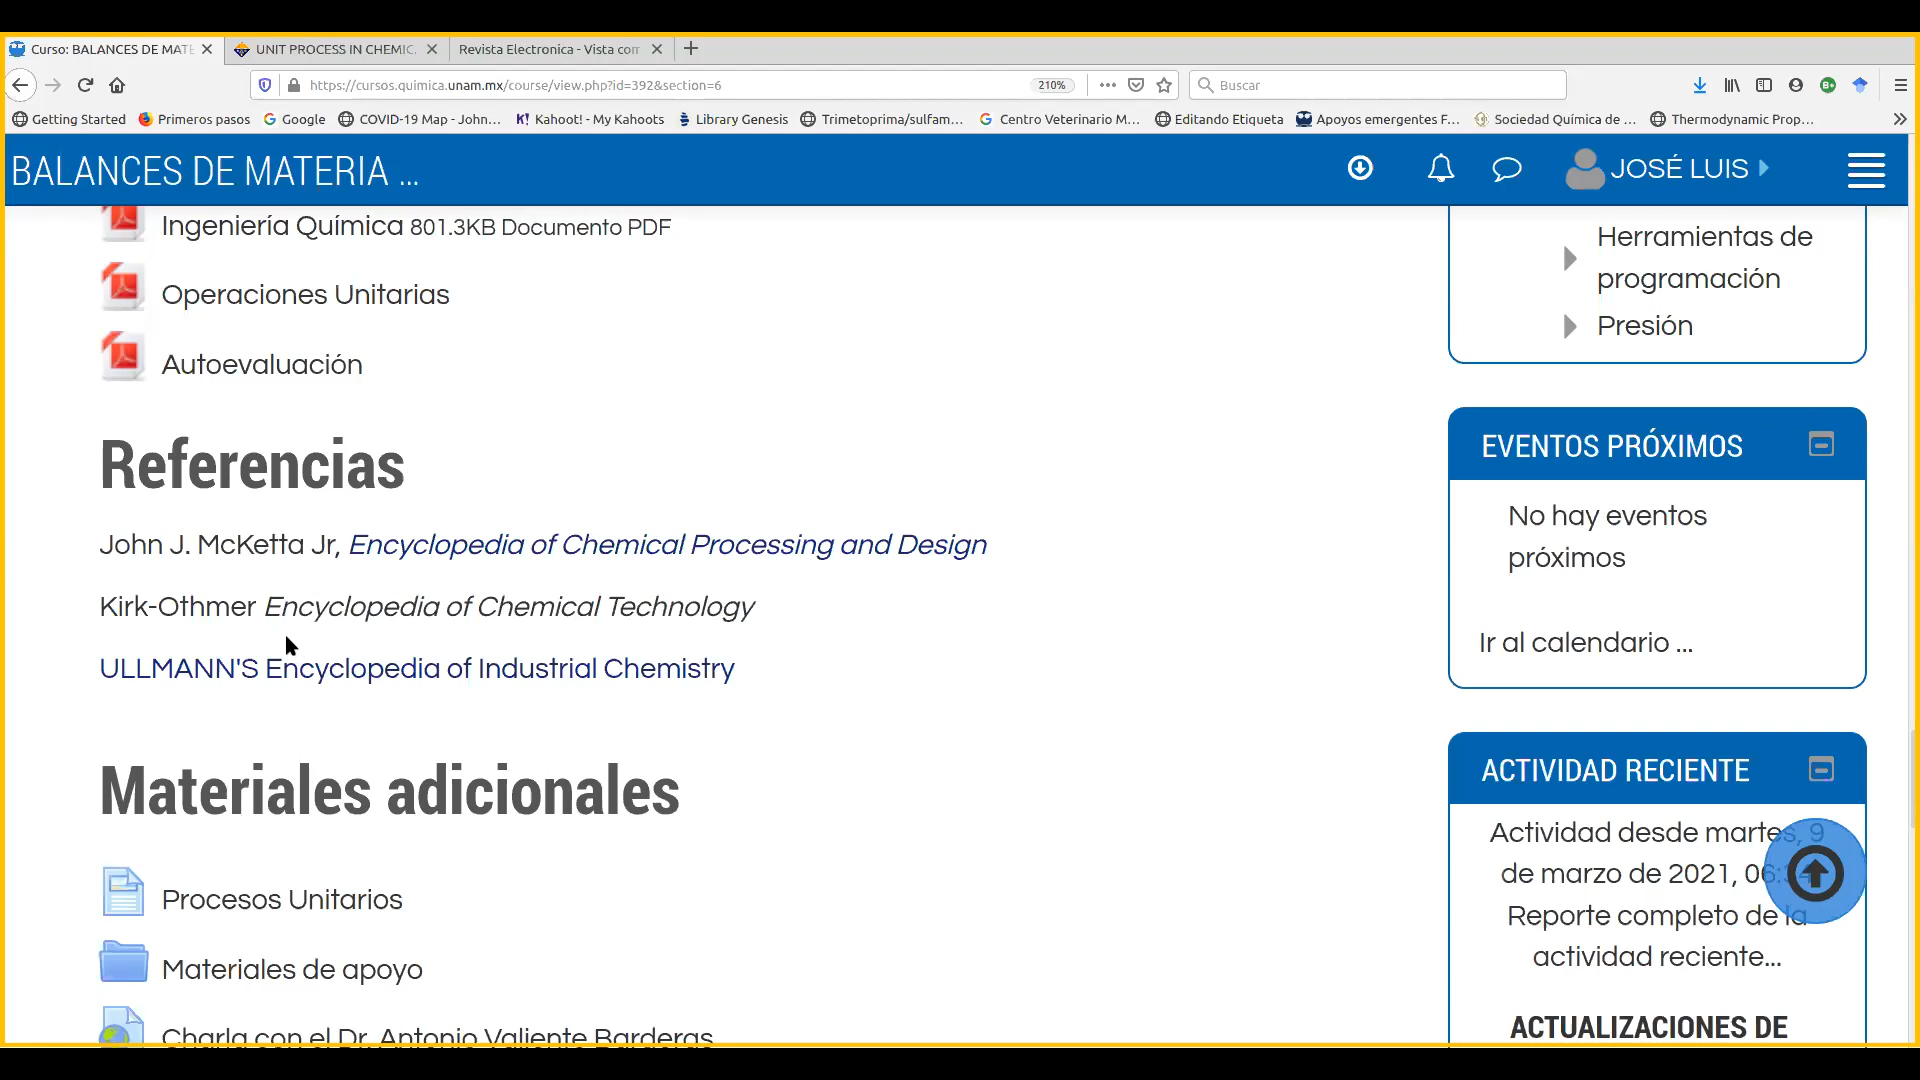 Curso: BALANCES DE MATE
UNIT PROCESS IN CHEMIC.
Revista Electronica - Vista com
https://cursos.quimica.unam.mx/course/view.php?id=392&section=6
210%
Buscar
Getting Started
Primeros pasos
Google
COVID-19 Map - John...
Kahoot! - My Kahoots
Library Genesis
Trimetoprima/sulfam...
Centro Veterinario M...
Editando Etiqueta
Apoyos emergentes F...
Sociedad Química de ...
Thermodynamic Prop...
BALANCES DE MATERIA ...
JOSÉ LUIS
Ingeniería Química 801.3KB Documento PDF
Operaciones Unitarias
Autoevaluación
Referencias
John J. McKetta Jr, Encyclopedia of Chemical Processing and Design
Kirk-Othmer Encyclopedia of Chemical Technology
ULLMANN'S Encyclopedia of Industrial Chemistry
Materiales adicionales
Procesos Unitarios
Materiales de apoyo
Charla con el Dr. Antonio Valiente Barderas
Herramientas de
programación
Presión
EVENTOS PRÓXIMOS
No hay eventos
próximos
Ir al calendario ...
ACTIVIDAD RECIENTE
Actividad desde martes, 9
de marzo de 2021,
Reporte completo de la
actividad reciente...
ACTUALIZACIONES DE